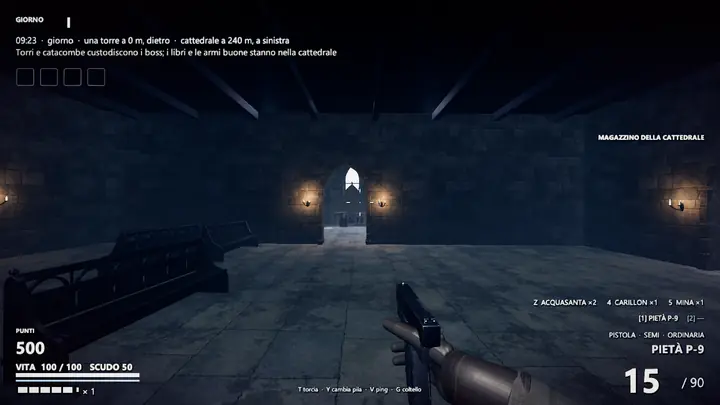 GIORNO I
09:23 · giorno · una torre a 0 m, dietro · cattedrale a 240 m, a sinistra
Torri e catacombe custodiscono i boss; i libri e le armi buone stanno nella cattedrale
MAGAZZINO DELLA CATTEDRALE
Z ACQUASANTA ×2 4 CARILLON ×1 5 MINA ×1
[1] PIETÀ P-9 [2] —
PISTOLA · SEMI · ORDINARIA
PIETÀ P-9
15 / 90
PUNTI
500
VITA 100 / 100 SCUDO 50
× 1
T torcia · Y cambia pila · V ping · G coltello